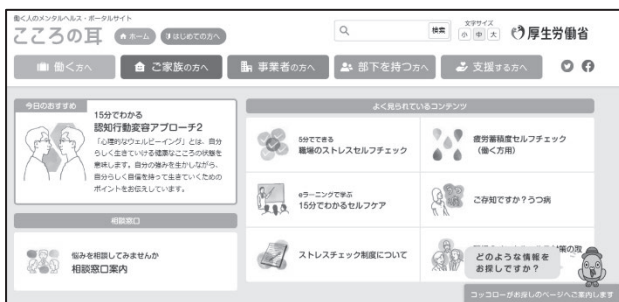 働く人のメンタルヘルス・ポータルサイト
こころの耳
ホーム
はじめての方へ
検索
文字サイズ
小 中 大
厚生労働省
働く方へ
ご家族の方へ
事業者の方へ
部下を持つ方へ
支援する方へ
今日のおすすめ
15分でわかる
認知行動変容アプローチ2
「心理的なウェルビーイング」とは、自分
らしく生きていける健康なこころの状態を
意味します。自分の強みを生かしながら、
自分らしく自信を持って生きていくための
ポイントをお伝えしています。
相談窓口
悩みを相談してみませんか
相談窓口案内
よく見られているコンテンツ
5分でできる
職場のストレスセルフチェック
疲労蓄積度セルフチェック
(働く方用)
eラーニングで学ぶ
15分でわかるセルフケア
ご存知ですか?うつ病
ストレスチェック制度について
策の取
どのような情報を
お探しですか?
コッコローがお探しのページへご案内します